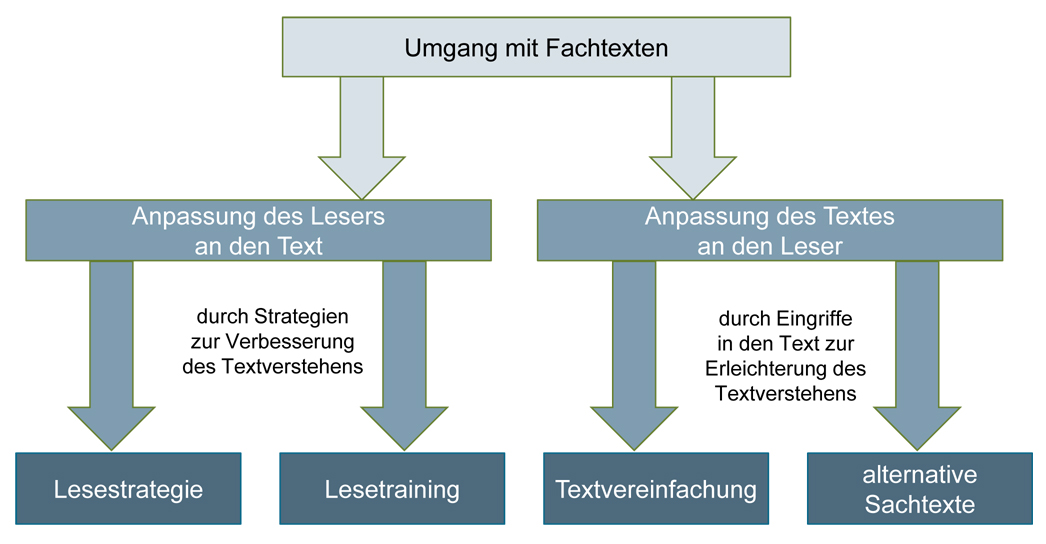 Umgang mit Fachtexten
Anpassung des Lesers
an den Text
Anpassung des Textes
an den Leser
durch Strategien
zur Verbesserung
des Textverstehens
durch Eingriffe
in den Text zur
Erleichterung des
Textverstehens
Lesestrategie
Lesetraining
Textvereinfachung
alternative
Sachtexte